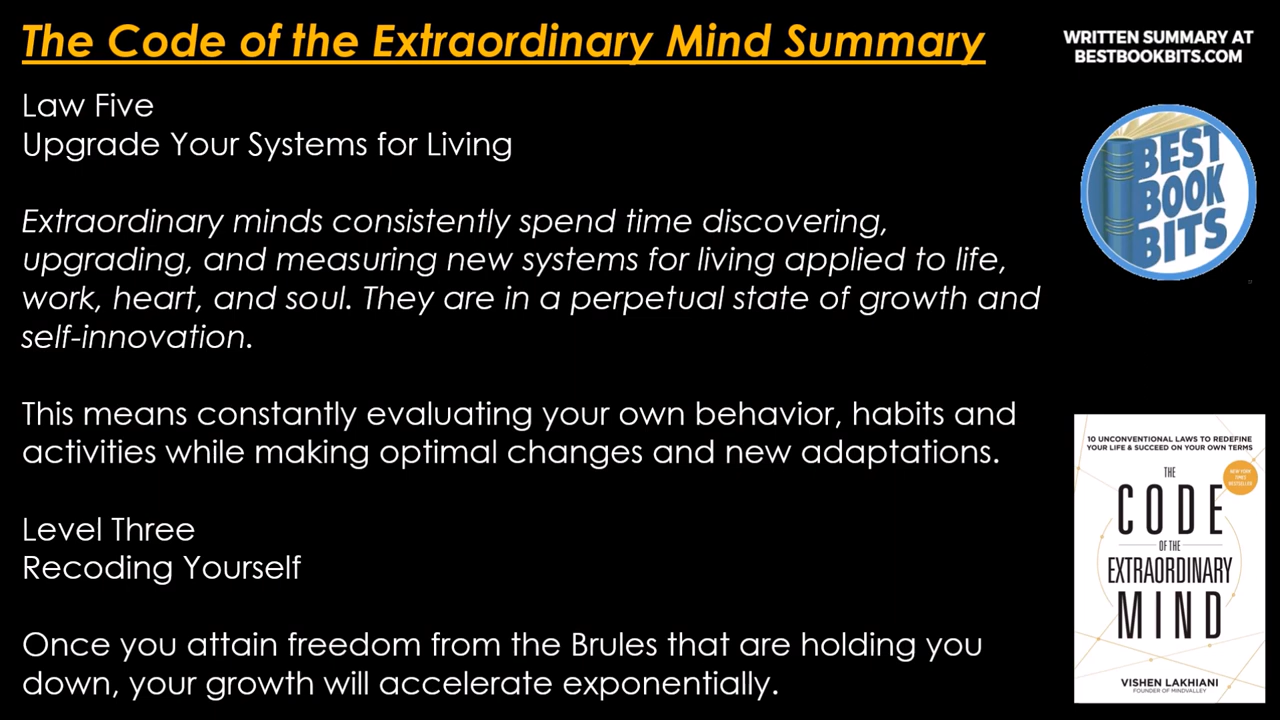 The Code of the Extraordinary Mind Summary
WRITTEN SUMMARY AT
BESTBOOKBITS.COM
Law Five
Upgrade Your Systems for Living
Extraordinary minds consistently spend time discovering,
upgrading, and measuring new systems for living applied to life,
work, heart, and soul. They are in a perpetual state of growth and
self-innovation.
This means constantly evaluating your own behavior, habits and
activities while making optimal changes and new adaptations.
Level Three
Recoding Yourself
Once you attain freedom from the Brules that are holding you
down, your growth will accelerate exponentially.
BEST
BOOK
BITS
10 UNCONVENTIONAL LAWS TO REDEFINE
YOUR LIFE & SUCCEED ON YOUR OWN TERMS
NEW YORK
TIMES
BESTSELLER
THE
CODE
OF THE
EXTRAORDINARY
MIND
VISHEN LAKHIANI
FOUNDER OF MINDVALLEY